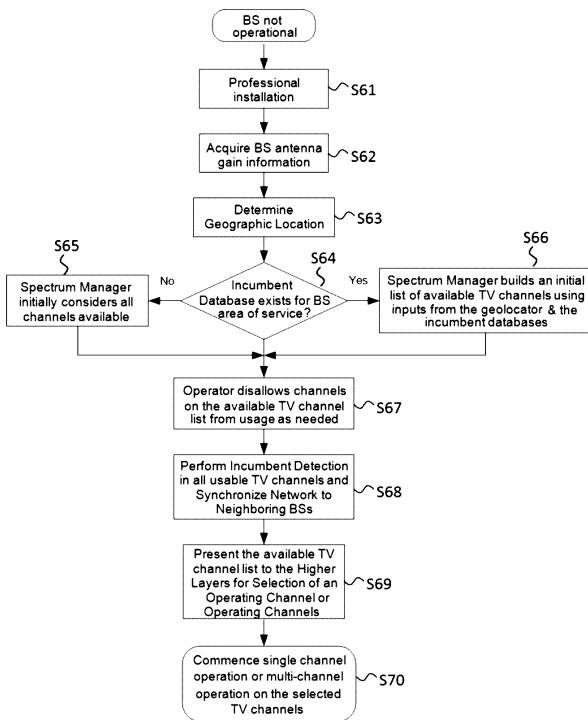 BS not
operational
Professional
installation
S61
Acquire BS antenna
gain information
S62
Determine
Geographic Location
S63
S65
S64
S66
Spectrum Manager
initially considers all
channels available
No
Incumbent
Database exists for BS
area of service?
Yes
Spectrum Manager builds an initial
list of available TV channels using
inputs from the geolocator & the
incumbent databases
Operator disallows channels
on the available TV channel
list from usage as needed
S67
Perform Incumbent Detection
in all usable TV channels and
Synchronize Network to
Neighboring BSs
S68
Present the available TV
channel list to the Higher
Layers for Selection of an
Operating Channel or
Operating Channels
S69
Commence single channel
operation or multi-channel
operation on the selected
TV channels
S70